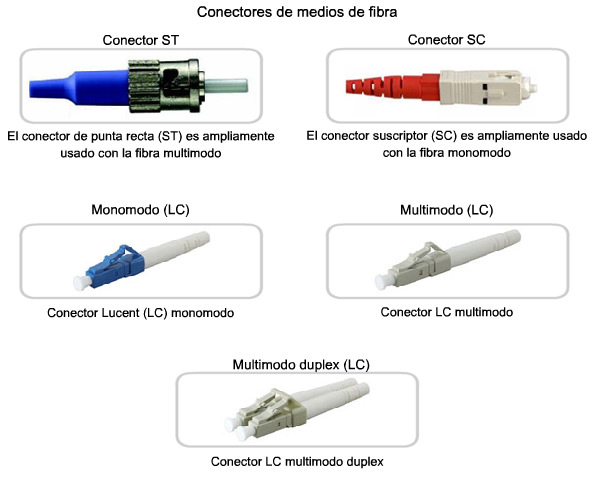 Conectores de medios de fibra
Conector ST
Conector SC
El conector de punta recta (ST) es ampliamente
usado con la fibra multimodo
El conector suscriptor (SC) es ampliamente usado
con la fibra monomodo
Monomodo (LC)
Multimodo (LC)
Conector Lucent (LC) monomodo
Conector LC multimodo
Multimodo duplex (LC)
Conector LC multimodo duplex